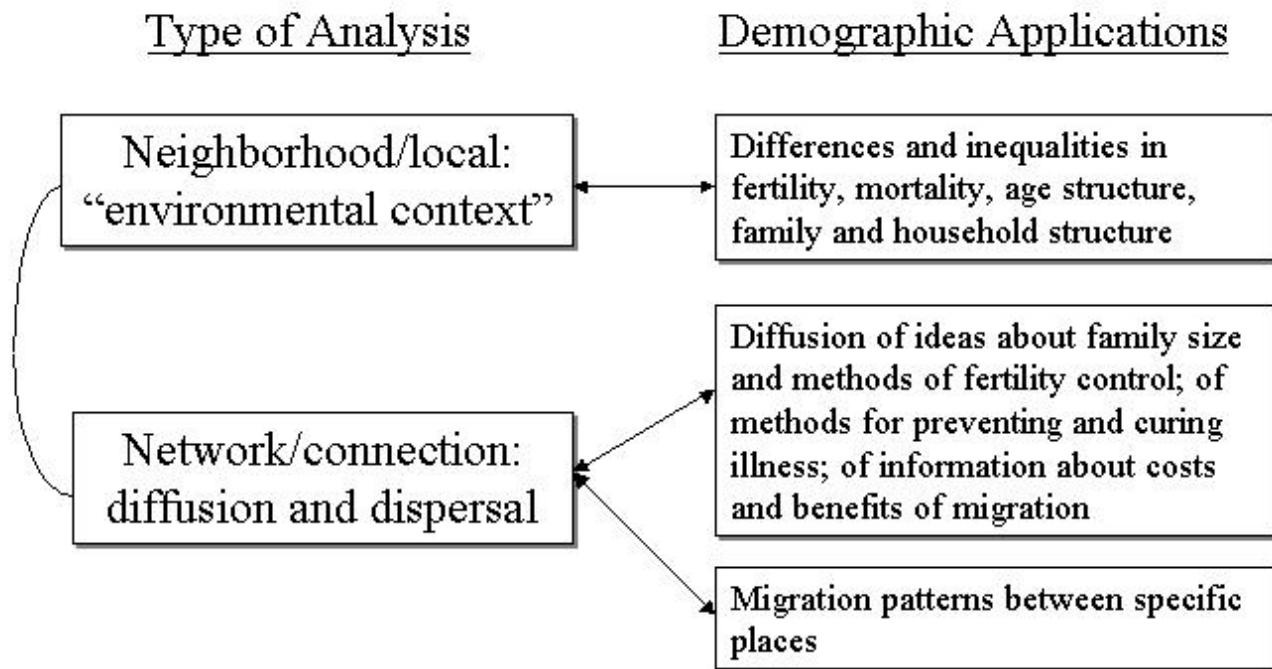 Type of Analysis
Demographic Applications
Neighborhood/local:
“environmental context”
Differences and inequalities in
fertility, mortality, age structure,
family and household structure
Network/connection:
diffusion and dispersal
Diffusion of ideas about family size
and methods of fertility control; of
methods for preventing and curing
illness; of information about costs
and benefits of migration
Migration patterns between specific
places